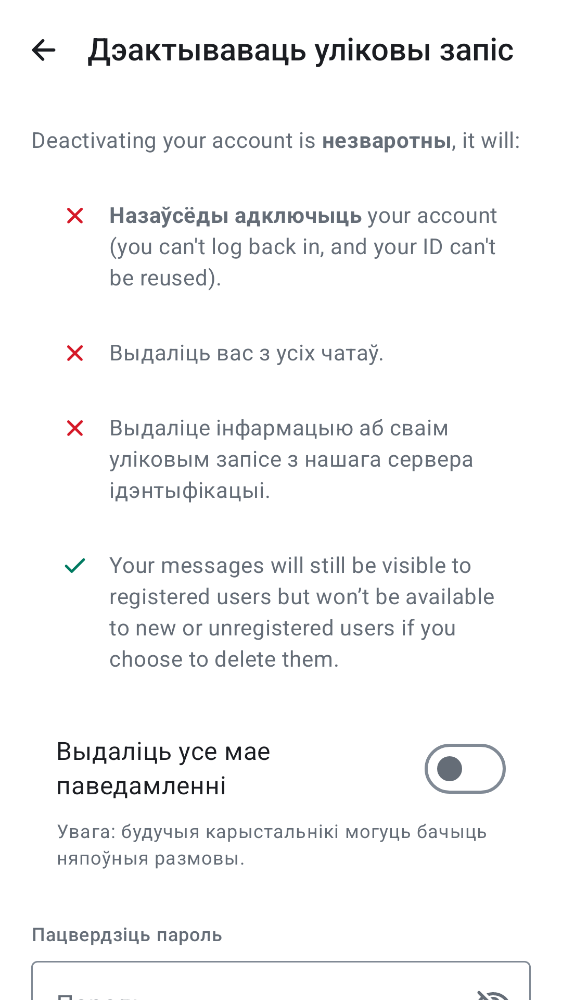 Дэактываваць уліковы запіс
Deactivating your account is незваротны, it will:
Назаўсёды адключыць your account
(you can't log back in, and your ID can't
be reused).
Выдаліць вас з усіх чатаў.
Выдаліце інфармацыю аб сваім
уліковым запісе з нашага сервера
ідэнтыфікацыі.
Your messages will still be visible to
registered users but won’t be available
to new or unregistered users if you
choose to delete them.
Выдаліць усе мае
паведамленні
Увага: будучыя карыстальнікі могуць бачыць
няпоўныя размовы.
Пацвердзіць пароль